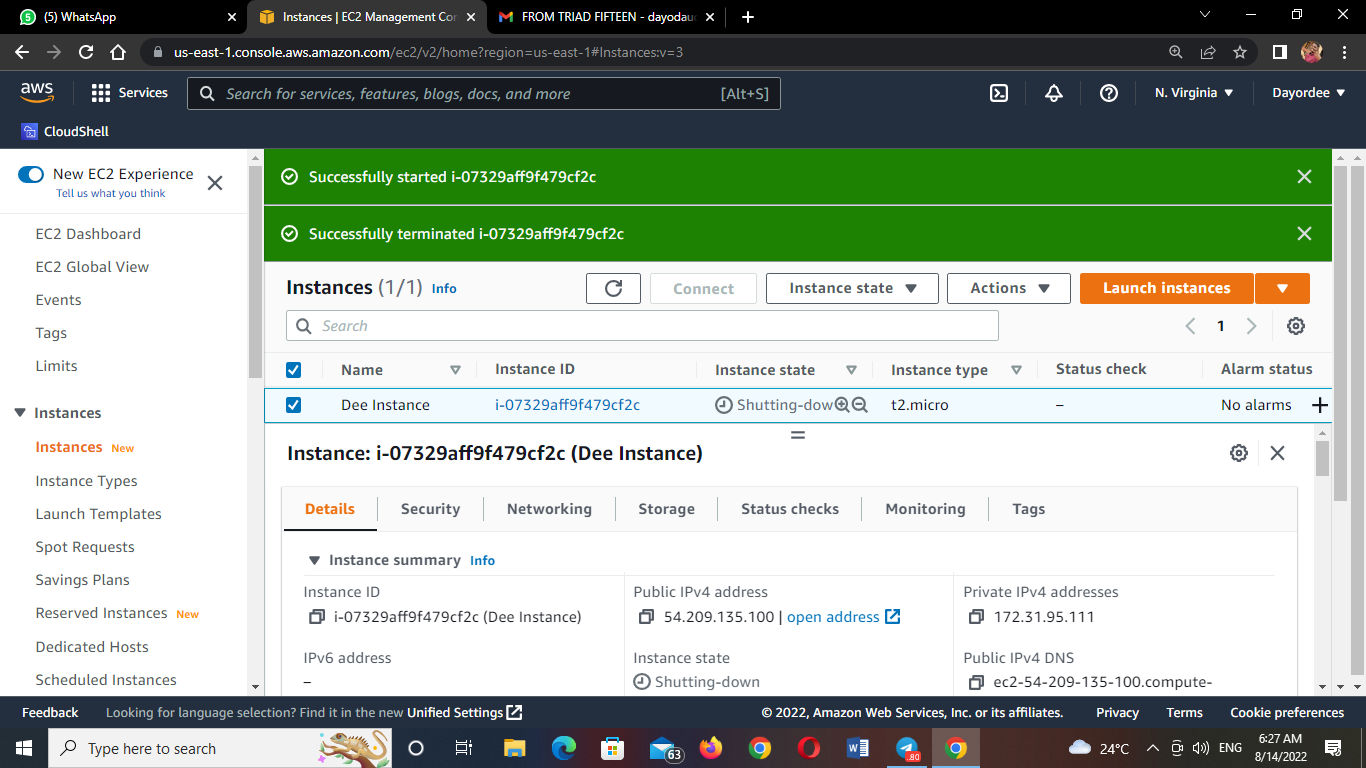 (5) WhatsApp
Instances | EC2 Management Con
FROM TRIAD FIFTEEN - dayodau
us-east-1.console.aws.amazon.com/ec2/v2/home?region=us-east-1#Instances:v=3
aws
Services
Search for services, features, blogs, docs, and more
[Alt+S]
N. Virginia
Dayordee
CloudShell
New EC2 Experience
Tell us what you think
EC2 Dashboard
EC2 Global View
Events
Tags
Limits
Instances
Instances New
Instance Types
Launch Templates
Spot Requests
Savings Plans
Reserved Instances New
Dedicated Hosts
Scheduled Instances
Successfully started i-07329aff9f479cf2c
Successfully terminated i-07329aff9f479cf2c
Instances (1/1) Info
Connect
Instance state
Actions
Launch instances
Search
1
Name
Instance ID
Instance state
Instance type
Status check
Alarm status
Dee Instance
i-07329aff9f479cf2c
Shutting-dow
t2.micro
–
No alarms
Instance: i-07329aff9f479cf2c (Dee Instance)
Details
Security
Networking
Storage
Status checks
Monitoring
Tags
Instance summary Info
Instance ID
Public IPv4 address
Private IPv4 addresses
i-07329aff9f479cf2c (Dee Instance)
54.209.135.100 | open address
172.31.95.111
IPv6 address
Instance state
Public IPv4 DNS
–
Shutting-down
ec2-54-209-135-100.compute-
Feedback
Looking for language selection? Find it in the new Unified Settings
© 2022, Amazon Web Services, Inc. or its affiliates.
Privacy
Terms
Cookie preferences
Type here to search
63
80
24°C
ENG
6:27 AM
8/14/2022